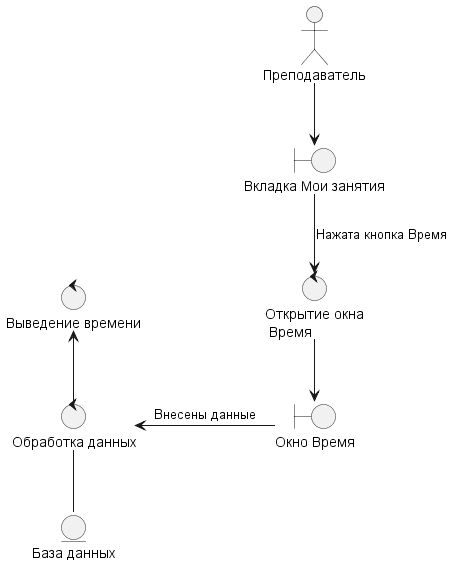 Преподаватель
Вкладка Мои занятия
Нажата кнопка Время
Открытие окна
Время
Выведение времени
Внесены данные
Обработка данных
Окно Время
База данных